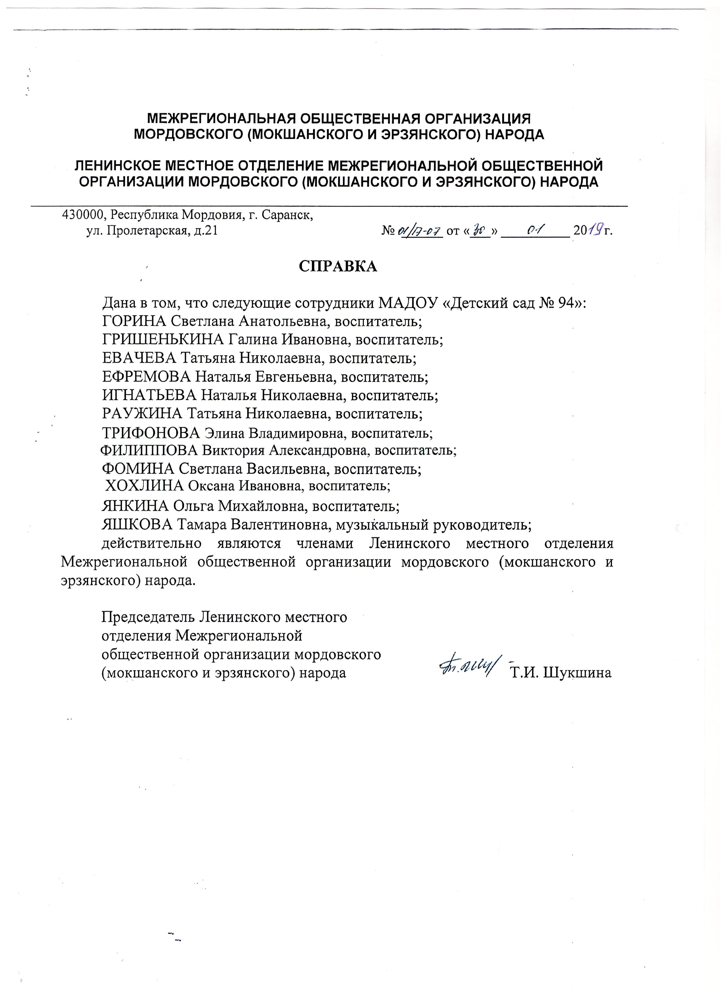 МЕЖРЕГИОНАЛЬНАЯ ОБЩЕСТВЕННАЯ ОРГАНИЗАЦИЯ
МОРДОВСКОГО (МОКШАНСКОГО И ЭРЗЯНСКОГО) НАРОДА
ЛЕНИНСКОЕ МЕСТНОЕ ОТДЕЛЕНИЕ МЕЖРЕГИОНАЛЬНОЙ ОБЩЕСТВЕННОЙ
ОРГАНИЗАЦИИ МОРДОВСКОГО (МОКШАНСКОГО И ЭРЗЯНСКОГО) НАРОДА
430000, Республика Мордовия, г. Саранск,
ул. Пролетарская, д.21 № 01/17-07 от «30» 01 2019 г.
СПРАВКА
Дана в том, что следующие сотрудники МАДОУ «Детский сад № 94»:
ГОРИНА Светлана Анатольевна, воспитатель;
ГРИШЕНЬКИНА Галина Ивановна, воспитатель;
ЕВАЧЕВА Татьяна Николаевна, воспитатель;
ЕФРЕМОВА Наталья Евгеньевна, воспитатель;
ИГНАТЬЕВА Наталья Николаевна, воспитатель;
РАУЖИНА Татьяна Николаевна, воспитатель;
ТРИФОНОВА Элина Владимировна, воспитатель;
ФИЛИППОВА Виктория Александровна, воспитатель;
ФОМИНА Светлана Васильевна, воспитатель;
ХОХЛИНА Оксана Ивановна, воспитатель;
ЯНКИНА Ольга Михайловна, воспитатель;
ЯШКОВА Тамара Валентиновна, музыкальный руководитель;
действительно являются членами Ленинского местного отделения
Межрегиональной общественной организации мордовского (мокшанского и
эрзянского) народа.
Председатель Ленинского местного
отделения Межрегиональной
общественной организации мордовского
(мокшанского и эрзянского) народа Т.И. Шукшина